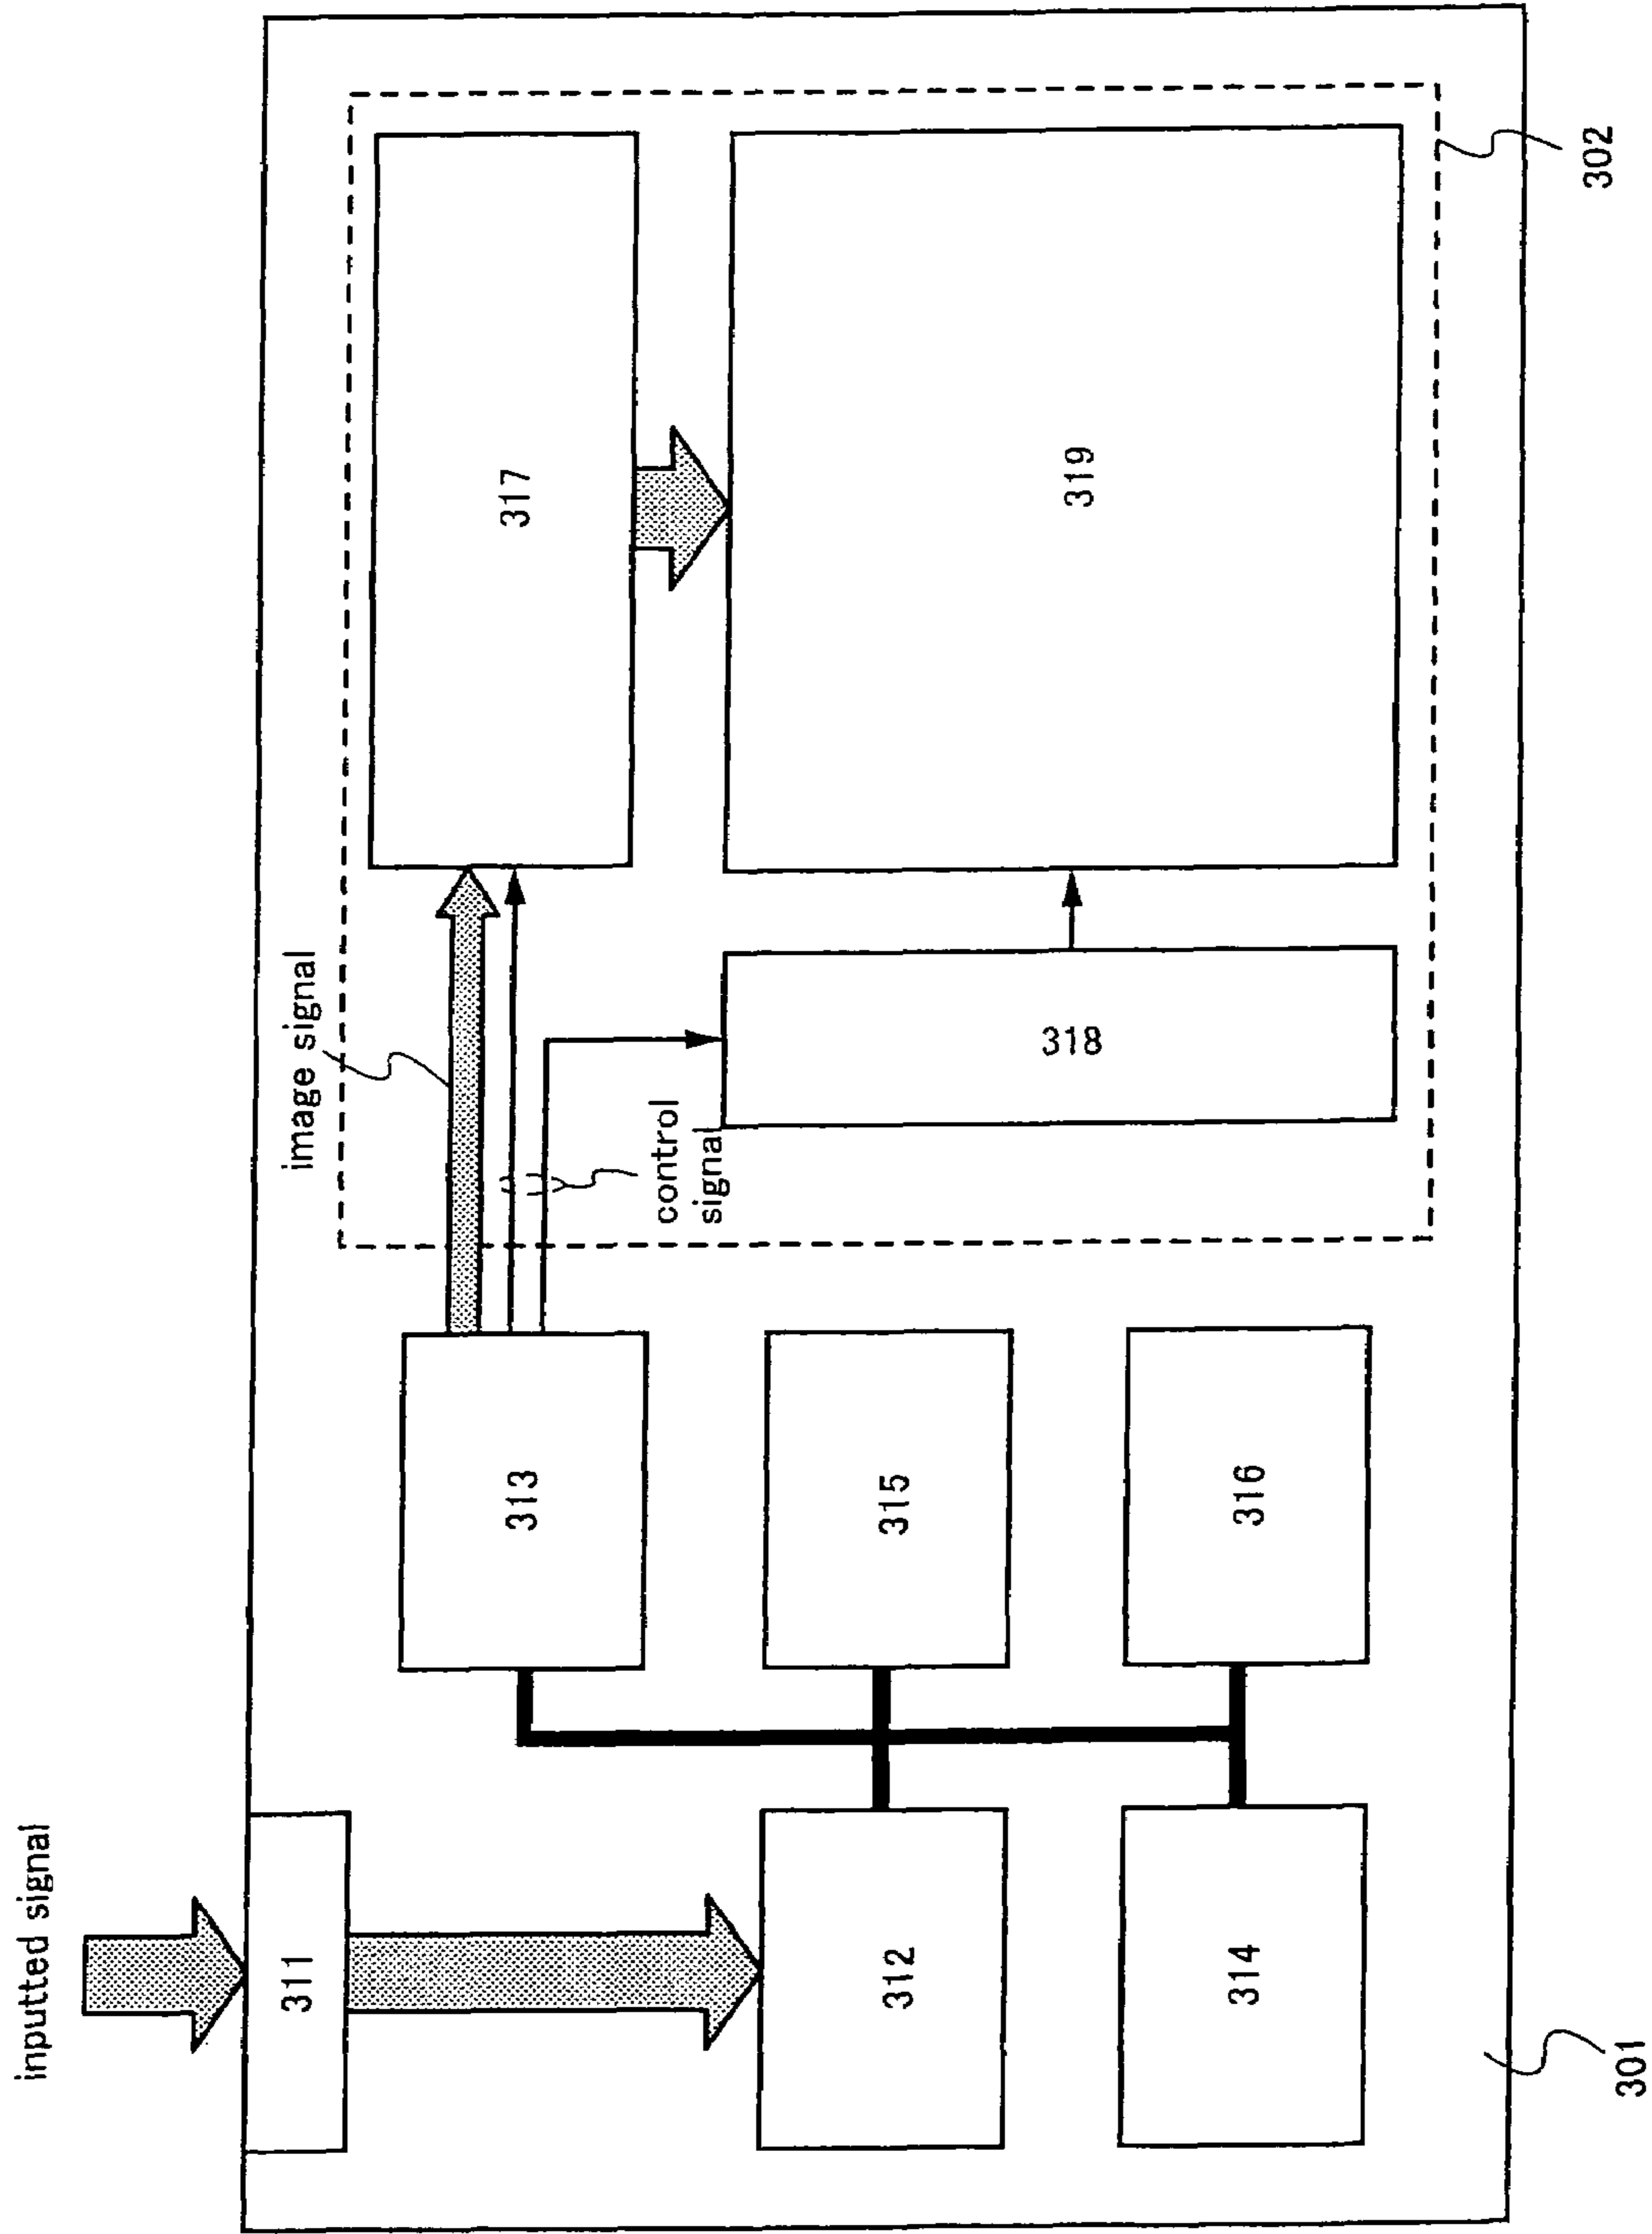 inputted signal
311
image signal
313
317
control
signal
312
315
318
319
314
316
301
302